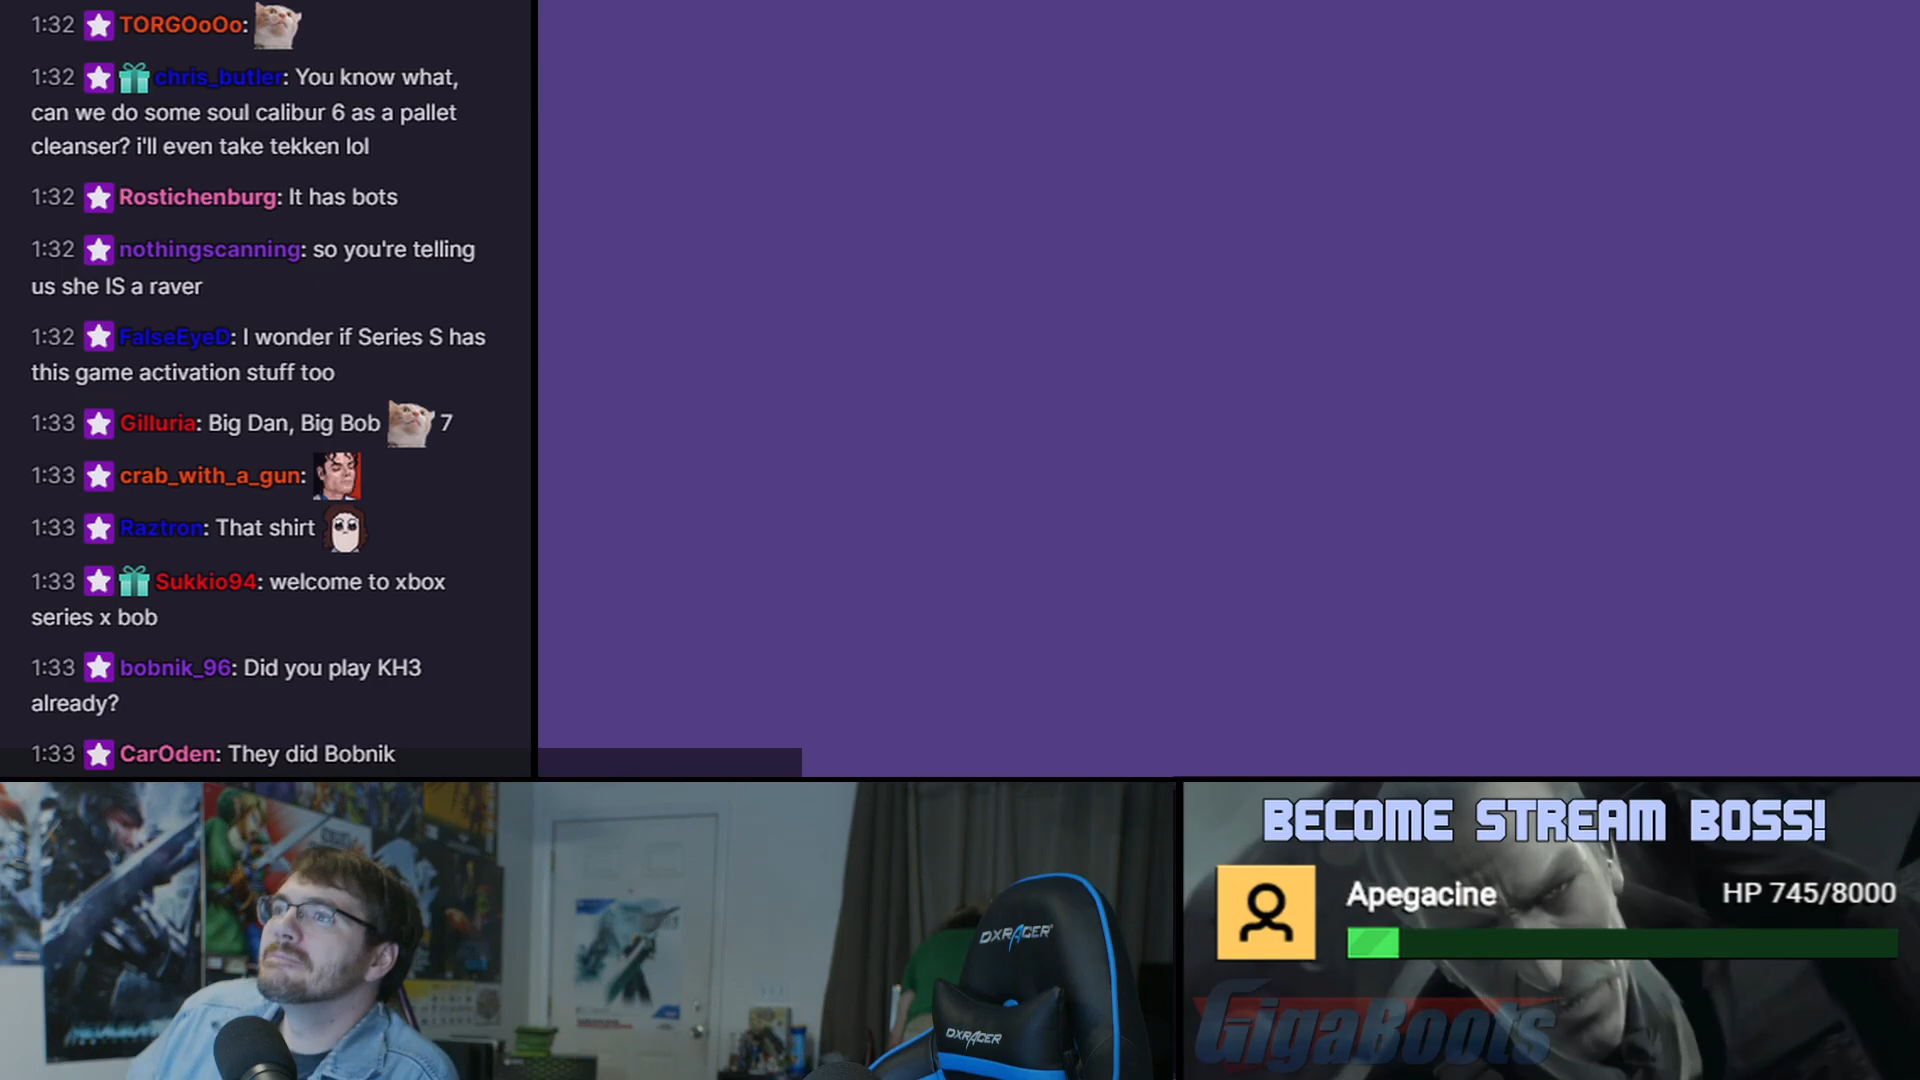 1:32 TORGOoOo:
1:32 chris_butler: You know what,
can we do some soul calibur 6 as a pallet
cleanser? i'll even take tekken lol
1:32 Rostichenburg: It has bots
1:32 nothingscanning: so you're telling
us she IS a raver
1:32 FalseEyeD: I wonder if Series S has
this game activation stuff too
1:33 Gilluria: Big Dan, Big Bob 7
1:33 crab_with_a_gun:
1:33 Raztron: That shirt
1:33 Sukkio94: welcome to xbox
series x bob
1:33 bobnik_96: Did you play KH3
already?
1:33 CarOden: They did Bobnik
DXRACER
DXRACER
BECOME STREAM BOSS!
Apegacine HP 745/8000
GigaBoots